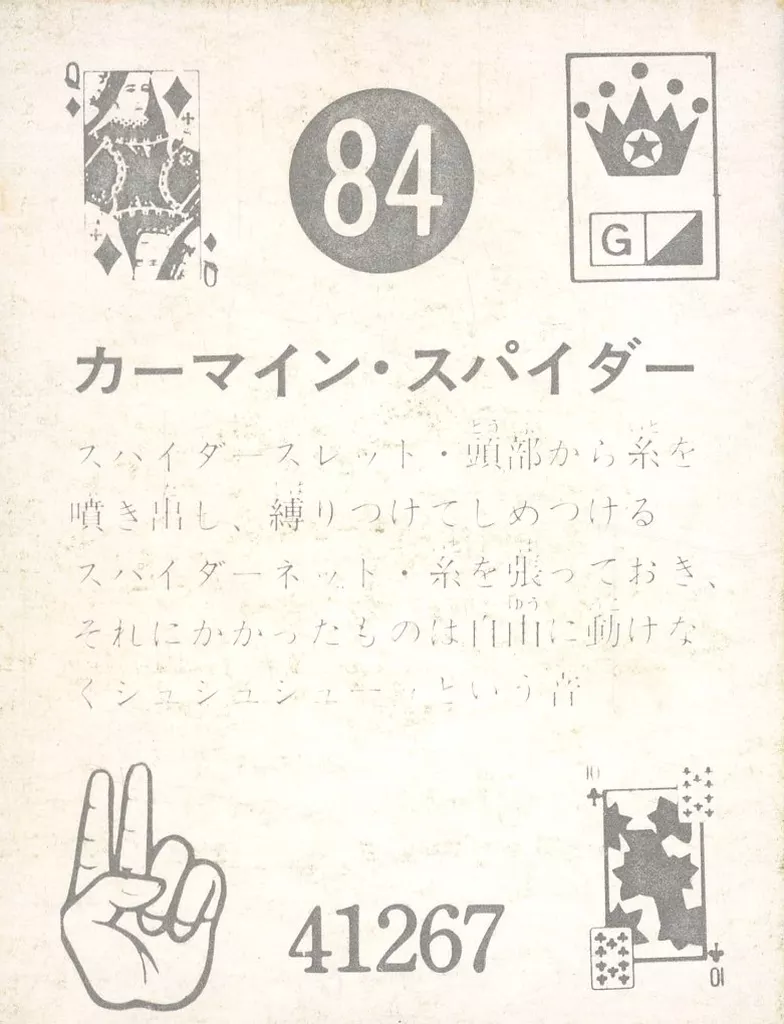 Q
84
G
Q
カーマイン・スパイダー
スパイダースレット・頭部から糸を
噴き出し、縛りつけてしめつける
スパイダーネット・糸を張っておき、
それにかかったものは自由に動けな
くシュシュシューッという音
10
41267
10